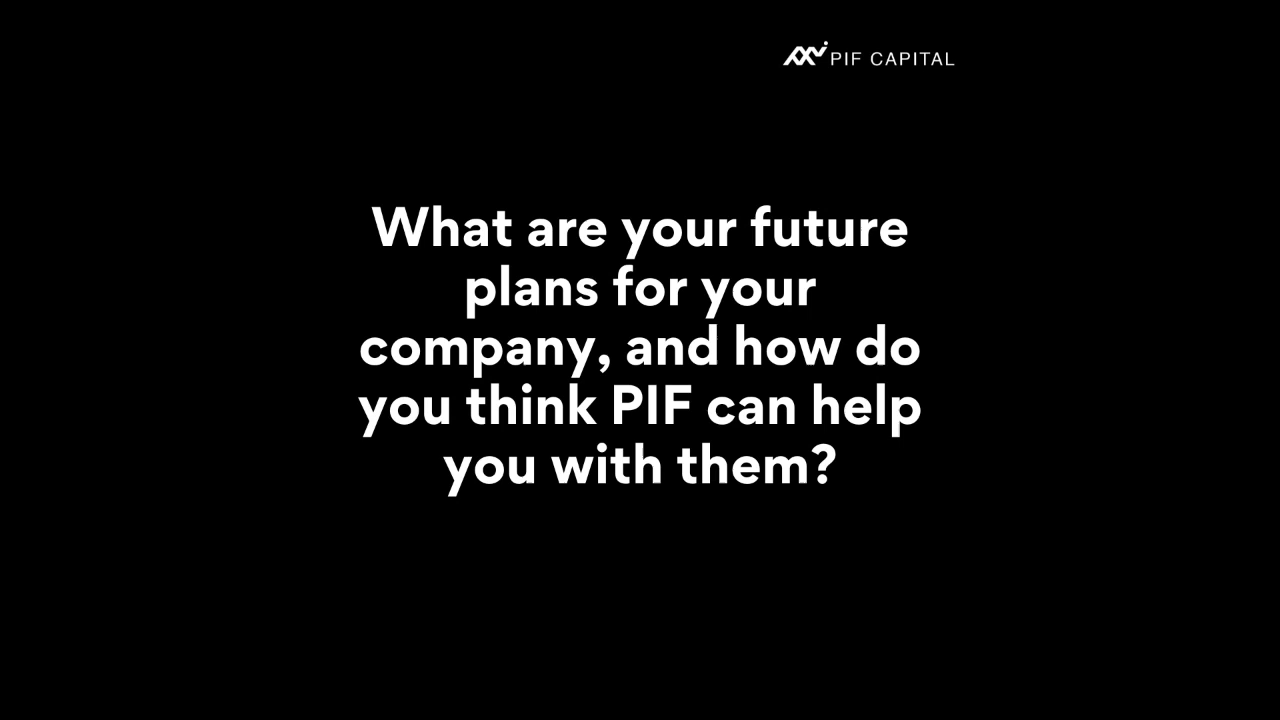 PIF CAPITAL
What are your future
plans for your
company, and how do
you think PIF can help
you with them?